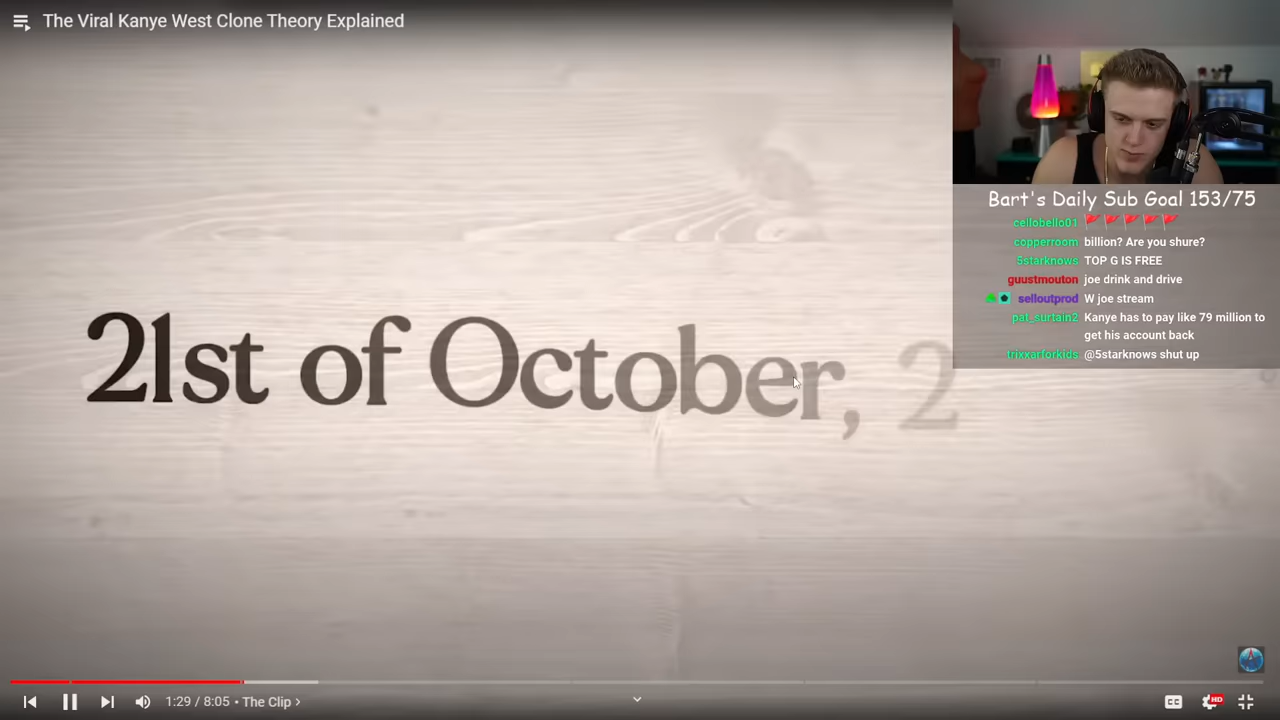 The Viral Kanye West Clone Theory Explained
Bart's Daily Sub Goal 153/75
cellobello01
copperroom billion? Are you shure?
5starknows TOP G IS FREE
guustmouton joe drink and drive
selloutprod W joe stream
pat_surtain2 Kanye has to pay like 79 million to
get his account back
trixxarforkids @5starknows shut up
21st of October, 2
1:29 / 8:05 • The Clip >
CC
HD